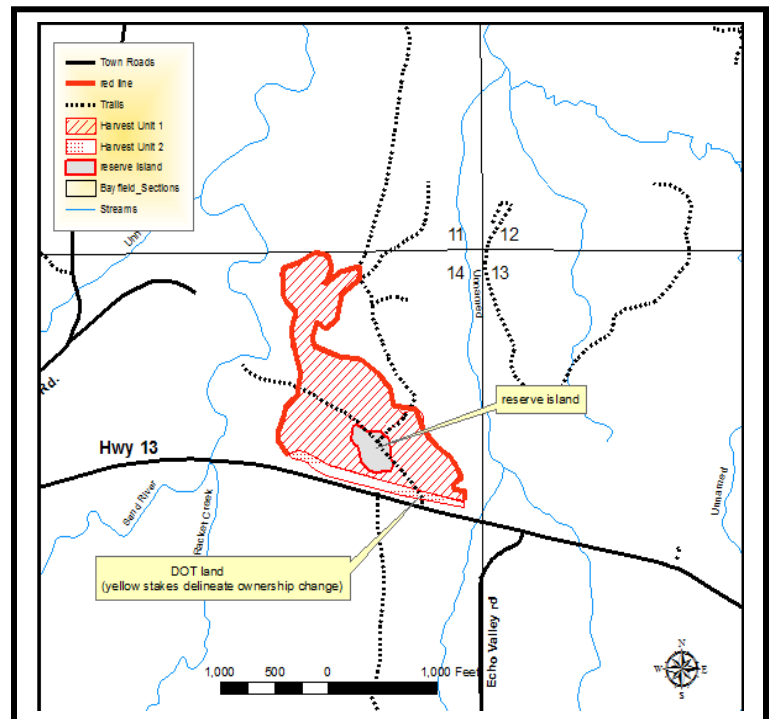 Town Roads
red line
Trails
Harvest Unit 1
Harvest Unit 2
reserve island
Bayfield_Sections
Streams
11 12
14 13
Unnamed
Rd.
reserve island
Hwy 13
Sand River
Racket Creek
Unnamed
DOT land
(yellow stakes delineate ownership change)
Echo Valley rd
1,000 500 0 1,000 Feet
N
W E
S